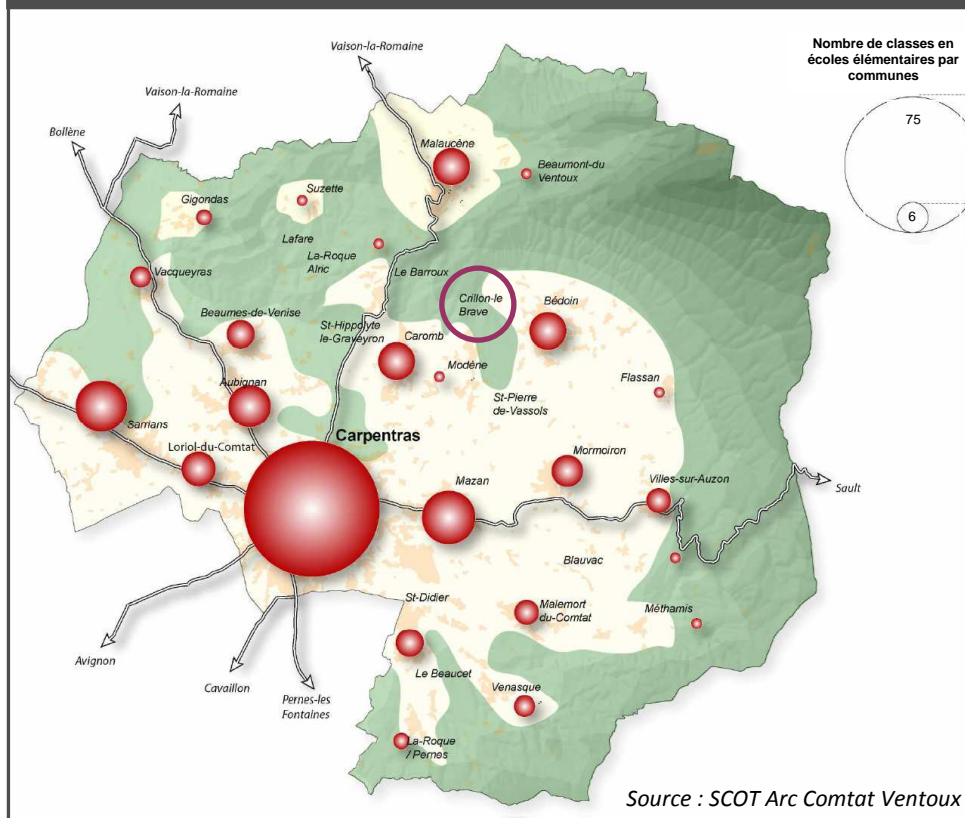 Nombre de classes en
écoles élémentaires par
communes
75
6
Vaison-la-Romaine
Vaison-la-Romaine
Bollène
Malaucène
Beaumont-du
Ventoux
Suzette
Gigondas
Lafare
La-Roque
Alric
Le Barroux
Vacqueyras
Crillon-le
Brave
Bédoin
Beaumes-de-Venise
St-Hippolyte
le-Graveyron
Caromb
Modène
Flassan
St-Pierre
de-Vassols
Aubignan
Sarrians
Carpentras
Loriol-du-Comtat
Mormoiron
Mazan
Villes-sur-Auzon
Sault
Blauvac
St-Didier
Malemort
du-Comtat
Méthamis
Avignon
Le Beaucet
Venasque
Cavaillon
Pernes-les
Fontaines
La-Roque
/ Pernes
Source : SCOT Arc Comtat Ventoux